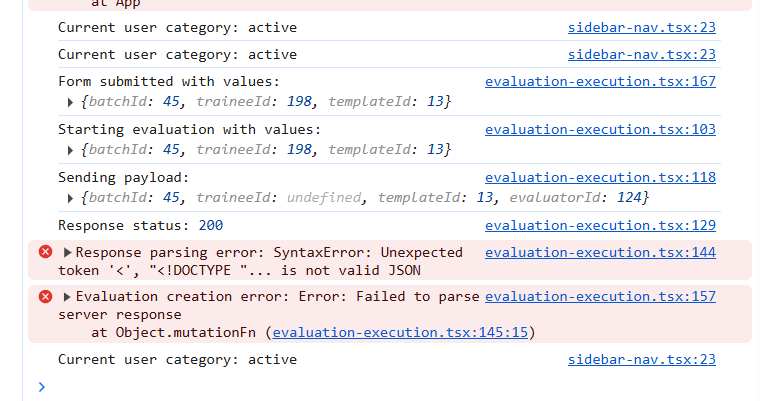 at App
Current user category: active sidebar-nav.tsx:23
Current user category: active sidebar-nav.tsx:23
Form submitted with values: evaluation-execution.tsx:167
{batchId: 45, traineeId: 198, templateId: 13}
Starting evaluation with values: evaluation-execution.tsx:103
{batchId: 45, traineeId: 198, templateId: 13}
Sending payload: evaluation-execution.tsx:118
{batchId: 45, traineeId: undefined, templateId: 13, evaluatorId: 124}
Response status: 200 evaluation-execution.tsx:129
Response parsing error: SyntaxError: Unexpected evaluation-execution.tsx:144
token '<', "<!DOCTYPE "... is not valid JSON
Evaluation creation error: Error: Failed to parse evaluation-execution.tsx:157
server response
at Object.mutationFn (evaluation-execution.tsx:145:15)
Current user category: active sidebar-nav.tsx:23